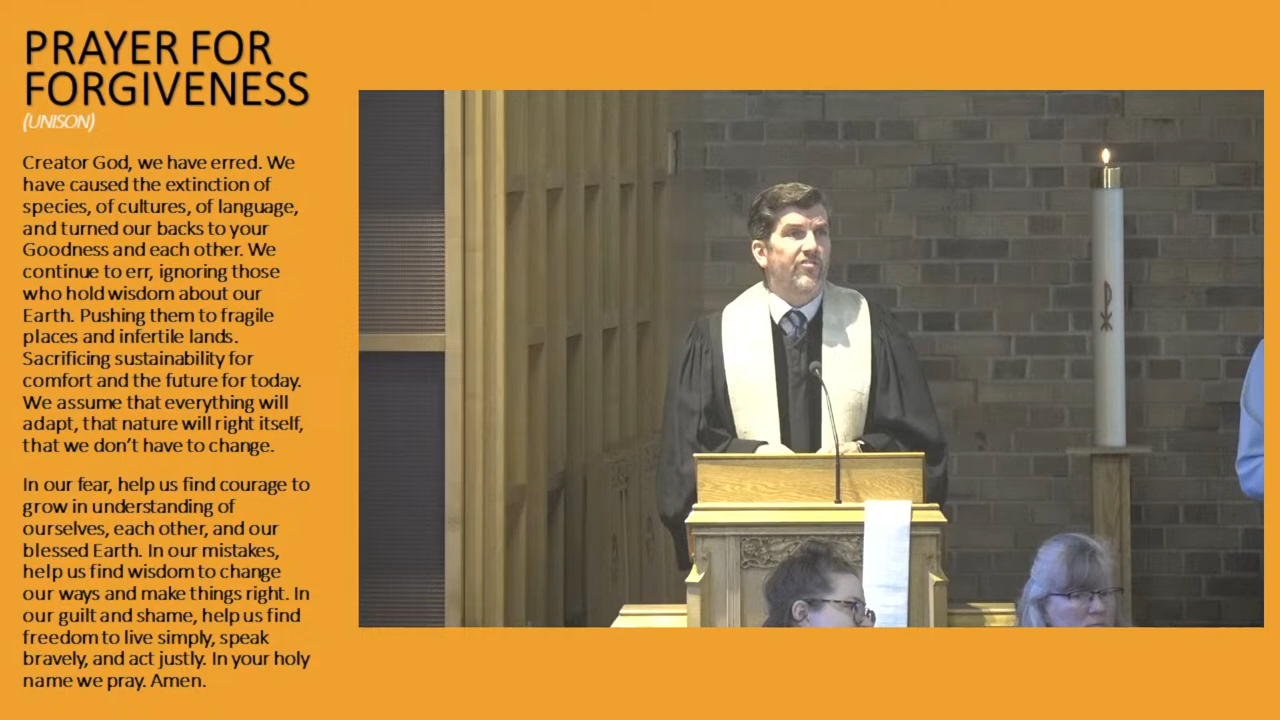 PRAYER FOR
FORGIVENESS
(UNISON)
Creator God, we have erred. We
have caused the extinction of
species, of cultures, of language,
and turned our backs to your
Goodness and each other. We
continue to err, ignoring those
who hold wisdom about our
Earth. Pushing them to fragile
places and infertile lands.
Sacrificing sustainability for
comfort and the future for today.
We assume that everything will
adapt, that nature will right itself,
that we don’t have to change.
In our fear, help us find courage to
grow in understanding of
ourselves, each other, and our
blessed Earth. In our mistakes,
help us find wisdom to change
our ways and make things right. In
our guilt and shame, help us find
freedom to live simply, speak
bravely, and act justly. In your holy
name we pray. Amen.